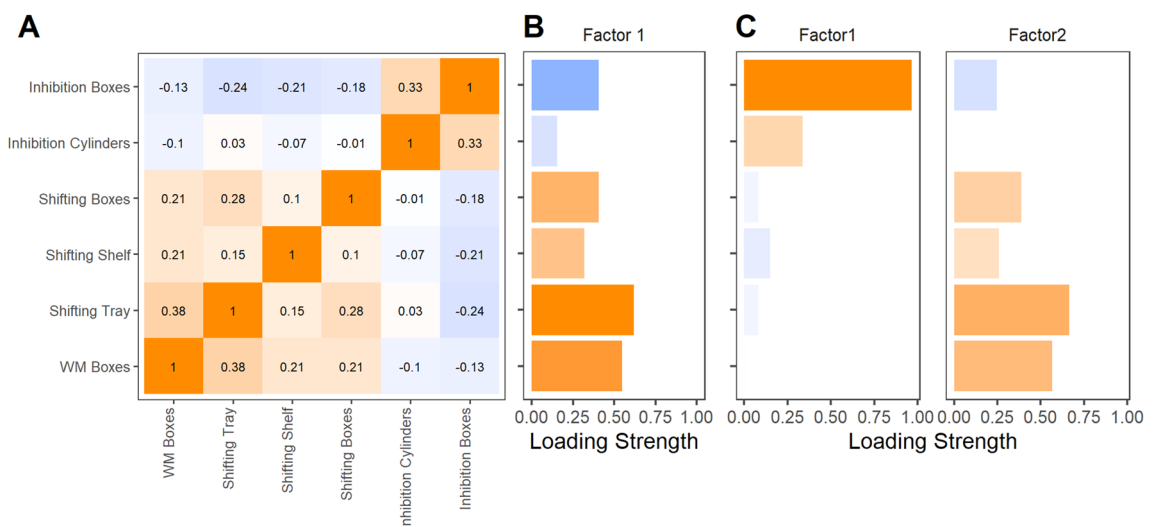 A
B
C
Factor 1
Factor1
Factor2
Inhibition Boxes
-0.13 -0.24 -0.21 -0.18 0.33 1
Inhibition Cylinders
-0.1 0.03 -0.07 -0.01 1 0.33
Shifting Boxes
0.21 0.28 0.1 1 -0.01 -0.18
Shifting Shelf
0.21 0.15 1 0.1 -0.07 -0.21
Shifting Tray
0.38 1 0.15 0.28 0.03 -0.24
WM Boxes
1 0.38 0.21 0.21 -0.1 -0.13
WM Boxes
Shifting Tray
Shifting Shelf
Shifting Boxes
nhibition Cylinders
Inhibition Boxes
0.00 0.25 0.50 0.75 1.00
Loading Strength
0.00 0.25 0.50 0.75 1.00
0.00 0.25 0.50 0.75 1.00
Loading Strength